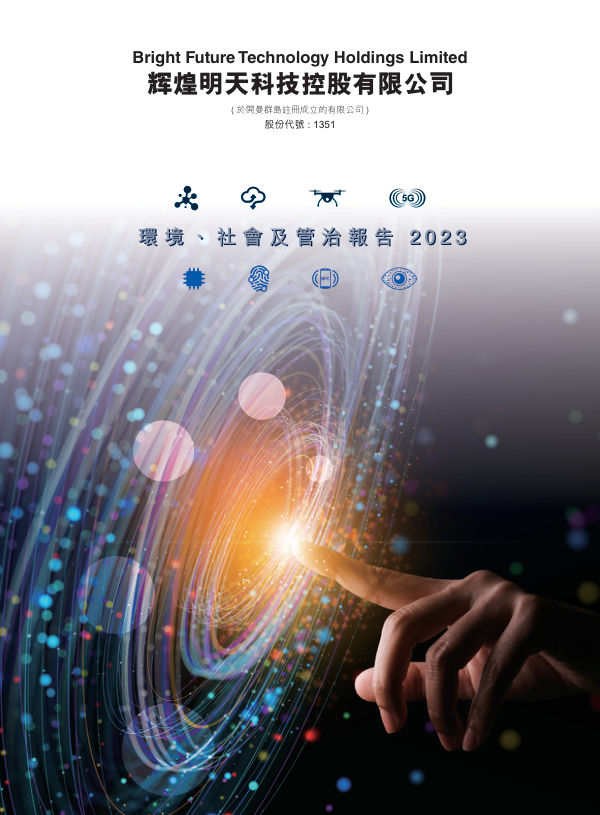 Bright Future Technology Holdings Limited
辉煌明天科技控股有限公司
(於開曼群島註冊成立的有限公司)
股份代號：1351
5G
環境、社會及管治報告 2023
NFC